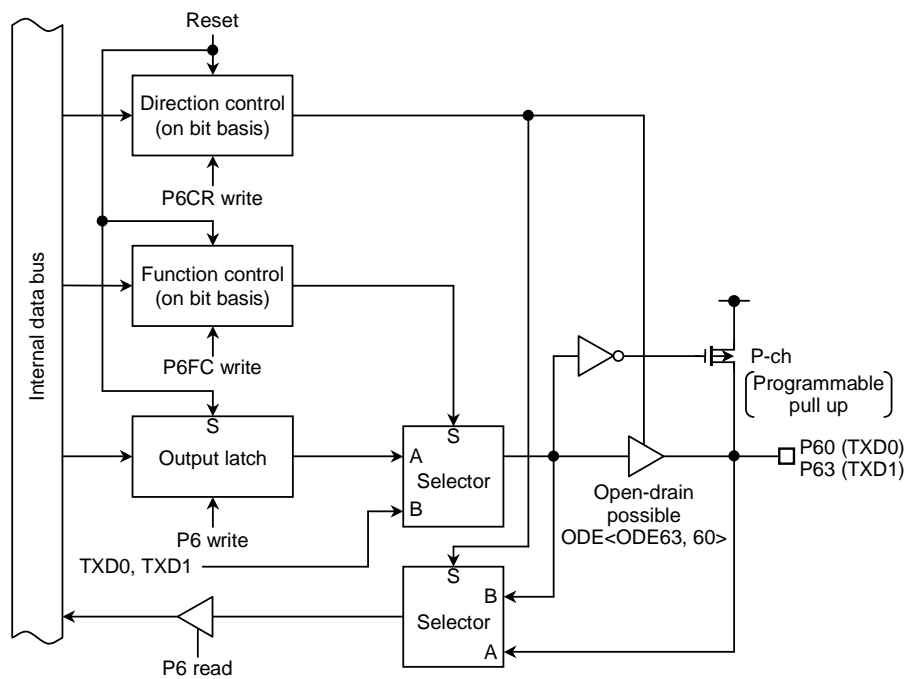 Reset
Direction control
(on bit basis)
P6CR write
Internal data bus
Function control
(on bit basis)
P6FC write
P-ch
Programmable
pull up
S
Output latch
P6 write
S
A
Selector
B
P60 (TXD0)
P63 (TXD1)
Open-drain
possible
ODE<ODE63, 60>
TXD0, TXD1
S
B
Selector
A
P6 read